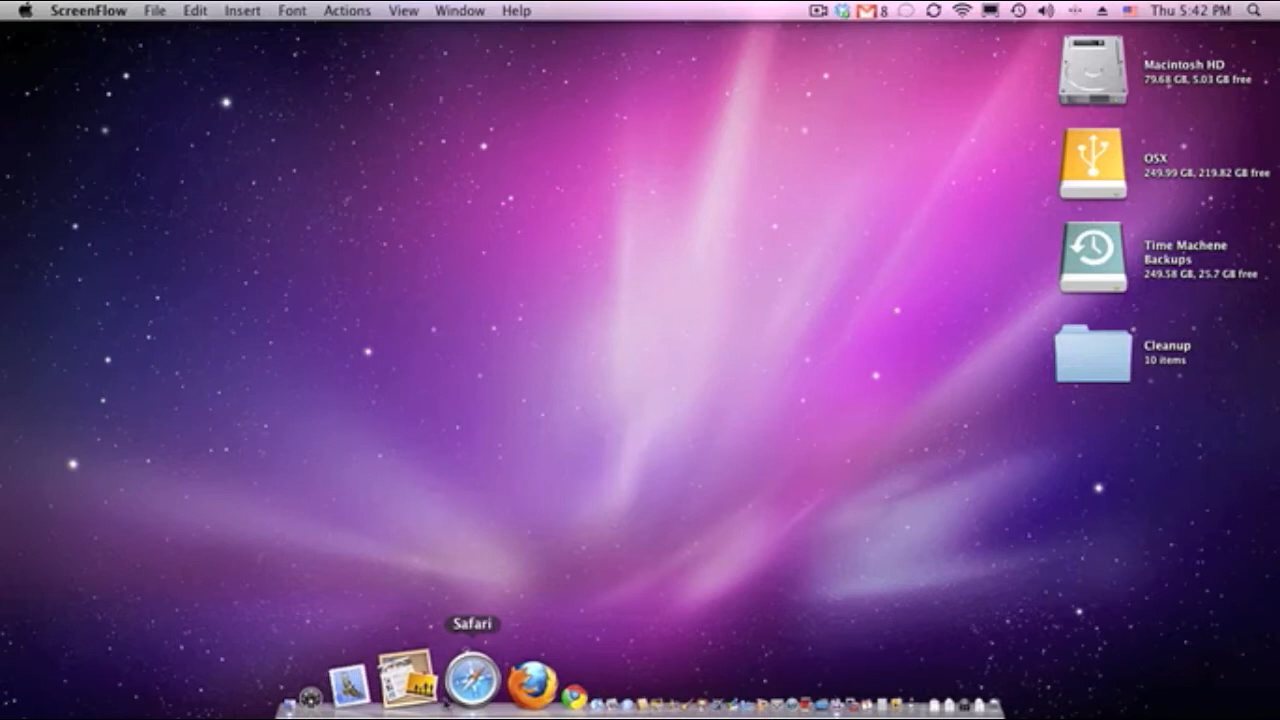 ScreenFlow File Edit Insert Font Actions View Window Help 8 Thu 5:42 PM
Macintosh HD
79.68 GB, 5.03 GB free
OSX
249.99 GB, 219.82 GB free
Time Machene
Backups
249.58 GB, 25.7 GB free
Cleanup
10 items
Safari